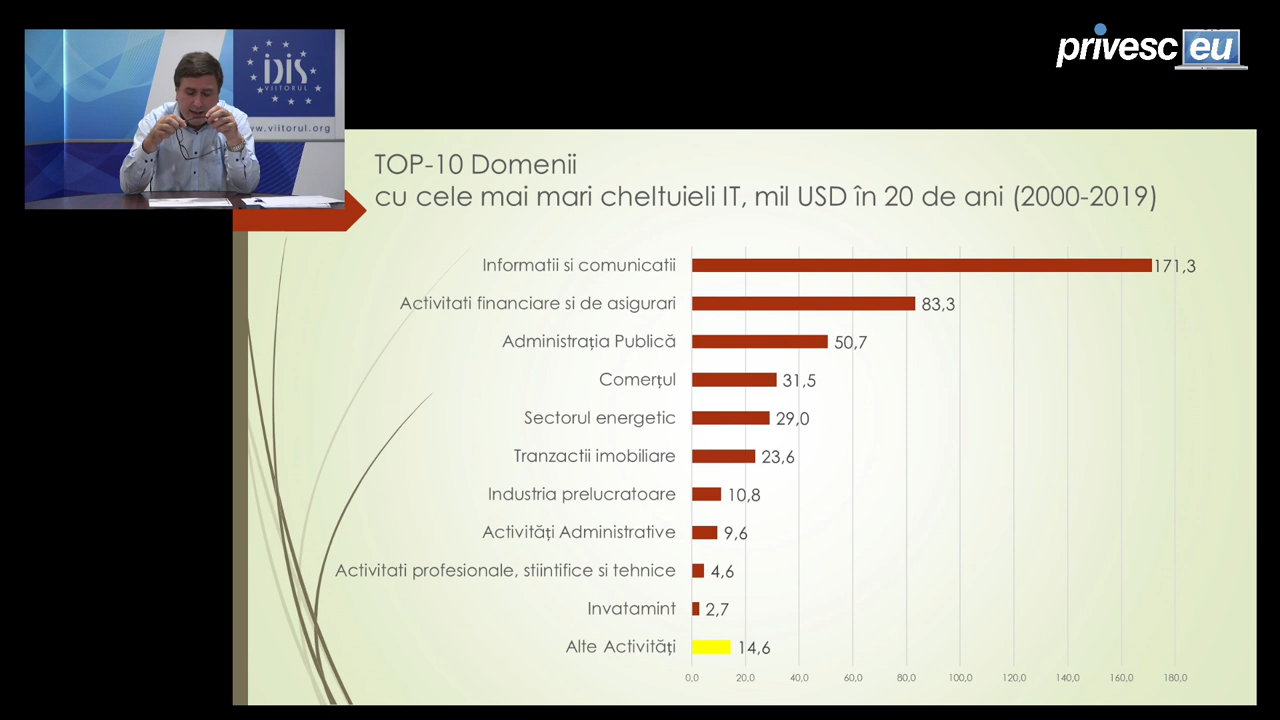 privesc eu
IDIS
VIITORUL
w.viitorul.org
TOP-10 Domenii
cu cele mai mari cheltuieli IT, mil USD în 20 de ani (2000-2019)
Informatii si comunicatii 171,3
Activitati financiare si de asigurari 83,3
Administrația Publică 50,7
Comerțul 31,5
Sectorul energetic 29,0
Tranzactii imobiliare 23,6
Industria prelucratoare 10,8
Activități Administrative 9,6
Activitati profesionale, stiintifice si tehnice 4,6
Invatamint 2,7
Alte Activități 14,6
0,0 20,0 40,0 60,0 80,0 100,0 120,0 140,0 160,0 180,0